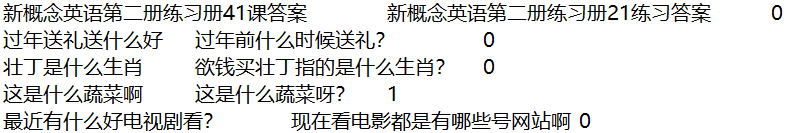 新概念英语第二册练习册41课答案 新概念英语第二册练习册21练习答案 0
过年送礼送什么好 过年前什么时候送礼? 0
壮丁是什么生肖 欲钱买壮丁指的是什么生肖? 0
这是什么蔬菜啊 这是什么蔬菜呀? 1
最近有什么好电视剧看? 现在看电影都是有哪些号网站啊 0